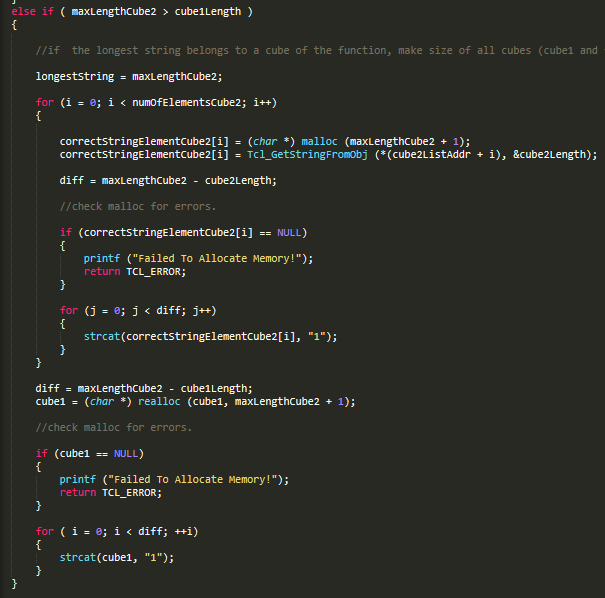 else if ( maxLengthCube2 > cube1Length )
{
//if  the longest string belongs to a cube of the function, make size of all cubes (cube1 and
longestString = maxLengthCube2;
for (i = 0; i < numOfElementsCube2; i++)
{
correctStringElementCube2[i] = (char *) malloc (maxLengthCube2 + 1);
correctStringElementCube2[i] = Tcl_GetStringFromObj (*(cube2ListAddr + i), &cube2Length);
diff = maxLengthCube2 - cube2Length;
//check malloc for errors.
if (correctStringElementCube2[i] == NULL)
{
printf ("Failed To Allocate Memory!");
return TCL_ERROR;
}
for (j = 0; j < diff; j++)
{
strcat(correctStringElementCube2[i], "1");
}
}
diff = maxLengthCube2 - cube1Length;
cube1 = (char *) realloc (cube1, maxLengthCube2 + 1);
//check malloc for errors.
if (cube1 == NULL)
{
printf ("Failed To Allocate Memory!");
return TCL_ERROR;
}
for ( i = 0; i < diff; ++i)
{
strcat(cube1, "1");
}
}